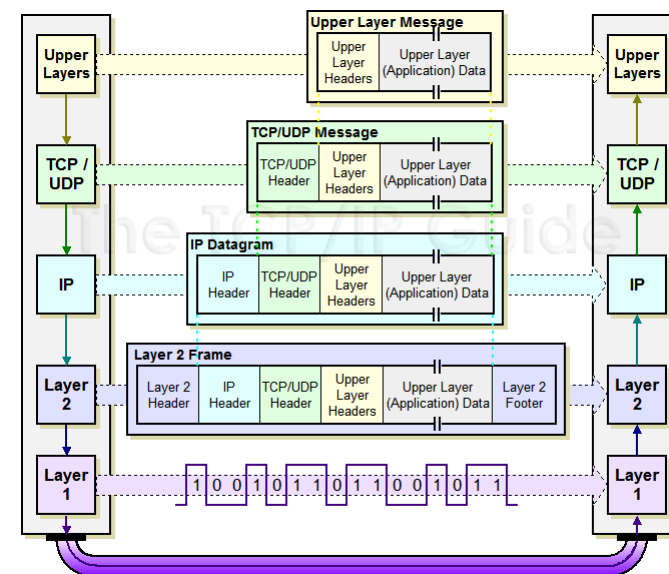 Upper Layer Message
Upper
Layers
Upper
Layer
Headers
Upper Layer
(Application) Data
Upper
Layers
TCP/UDP Message
TCP /
UDP
TCP/UDP
Header
Upper
Layer
Headers
Upper Layer
(Application) Data
TCP /
UDP
The TCP/IP Guide
IP Datagram
IP
IP
Header
TCP/UDP
Header
Upper
Layer
Headers
Upper Layer
(Application) Data
IP
Layer 2 Frame
Layer
2
Layer 2
Header
IP
Header
TCP/UDP
Header
Upper
Layer
Headers
Upper Layer
(Application) Data
Layer 2
Footer
Layer
2
Layer
1
1 0 0 1 0 1 1 0 1 1 0 0 1 0 1 1
Layer
1